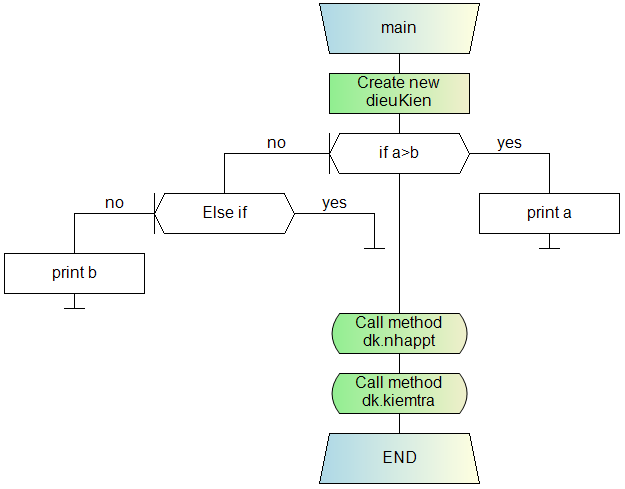 main
Create new
dieuKien
no
if a>b
yes
no
Else if
yes
print a
print b
Call method
dk.nhappt
Call method
dk.kiemtra
END